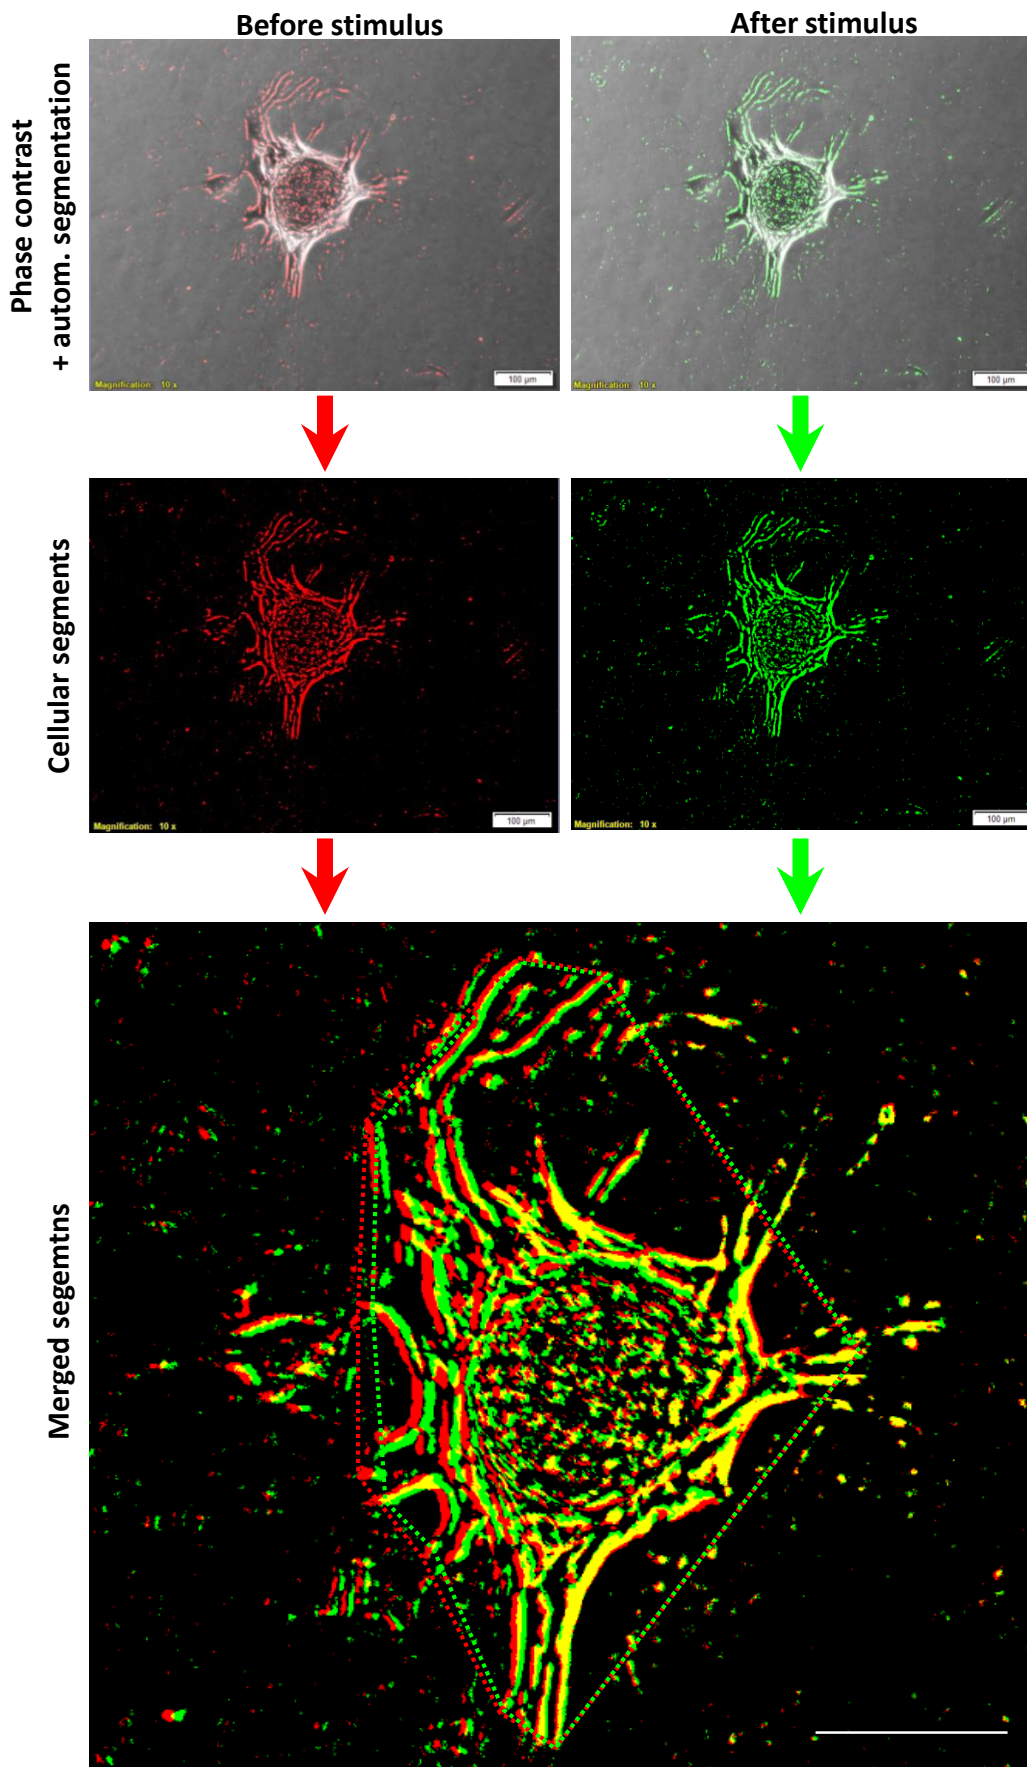 Before stimulus
After stimulus
Phase contrast
+ autom. segmentation
Magnification: 10 x
100 µm
Magnification: 10 x
100 µm
Cellular segments
Magnification: 10 x
100 µm
Magnification: 10 x
100 µm
Merged segemtns